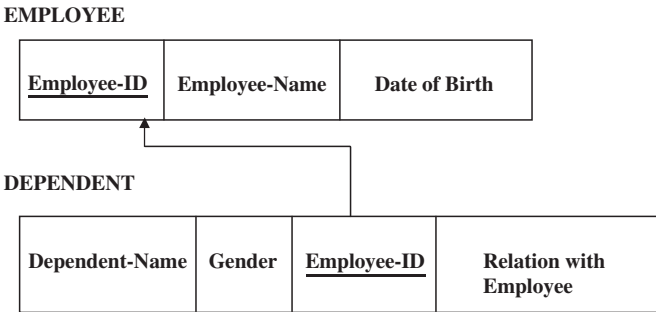 EMPLOYEE
Employee-ID Employee-Name Date of Birth
DEPENDENT
Dependent-Name Gender Employee-ID Relation with
Employee